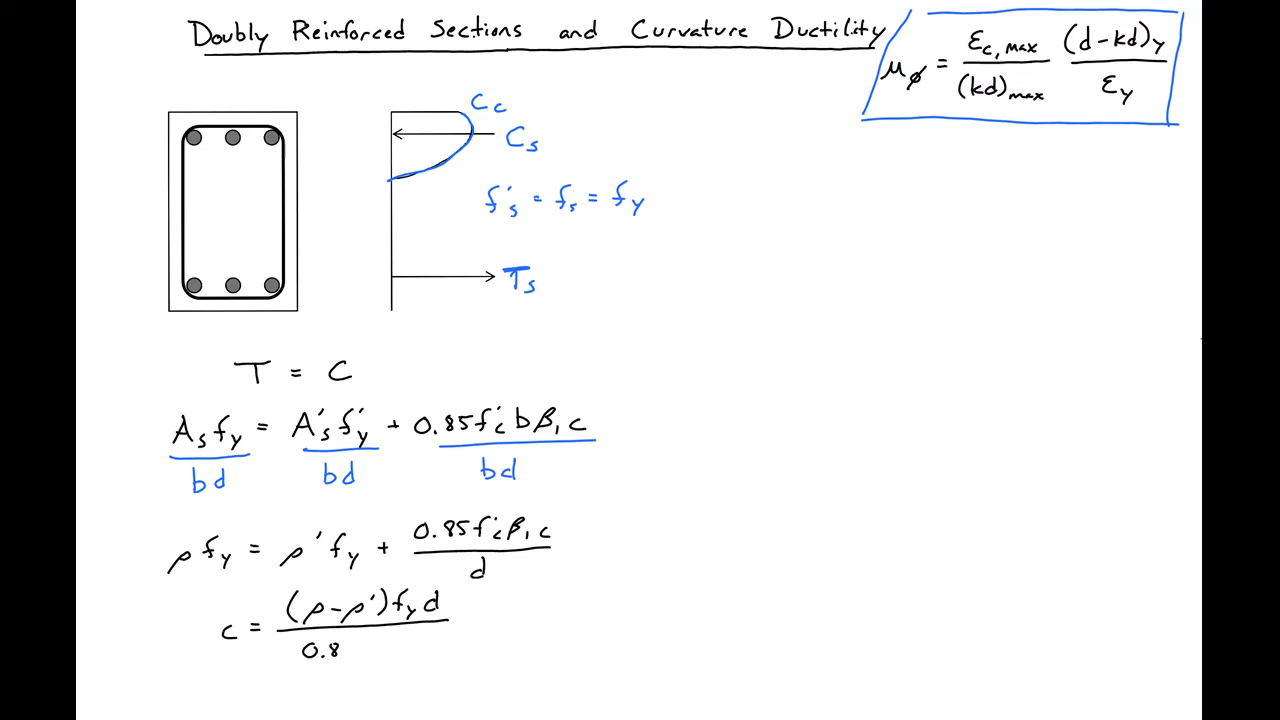 Doubly Reinforced Sections and Curvature Ductility
μ_φ = ε_c,max / (kd)_max (d-kd)_y / ε_y
C_c
C_s
f'_s = f_s = f_y
T_s
T = C
A_s f_y / bd = A'_s f'_y / bd + 0.85f'_c b β_1 c / bd
ρ f_y = ρ' f_y + 0.85f'_c β_1 c / d
c = (ρ-ρ') f_y d / 0.8